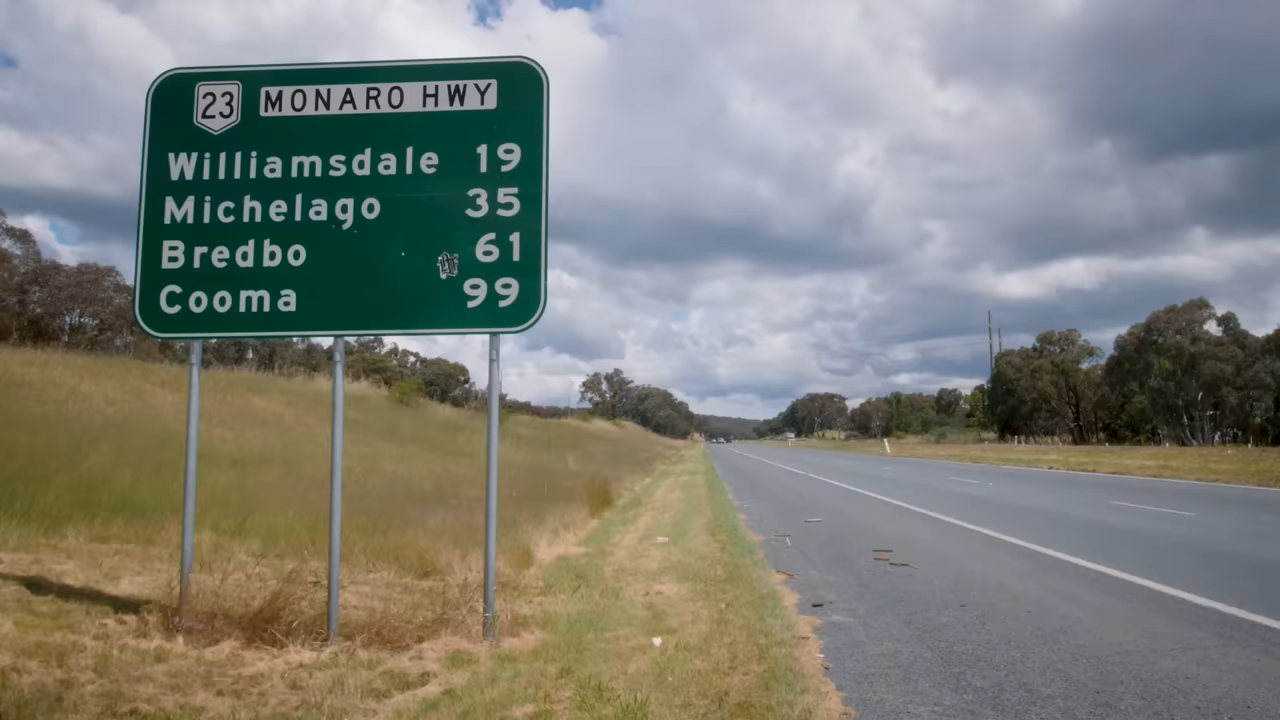 23 MONARO HWY
Williamsdale 19
Michelago 35
Bredbo 61
Cooma 99